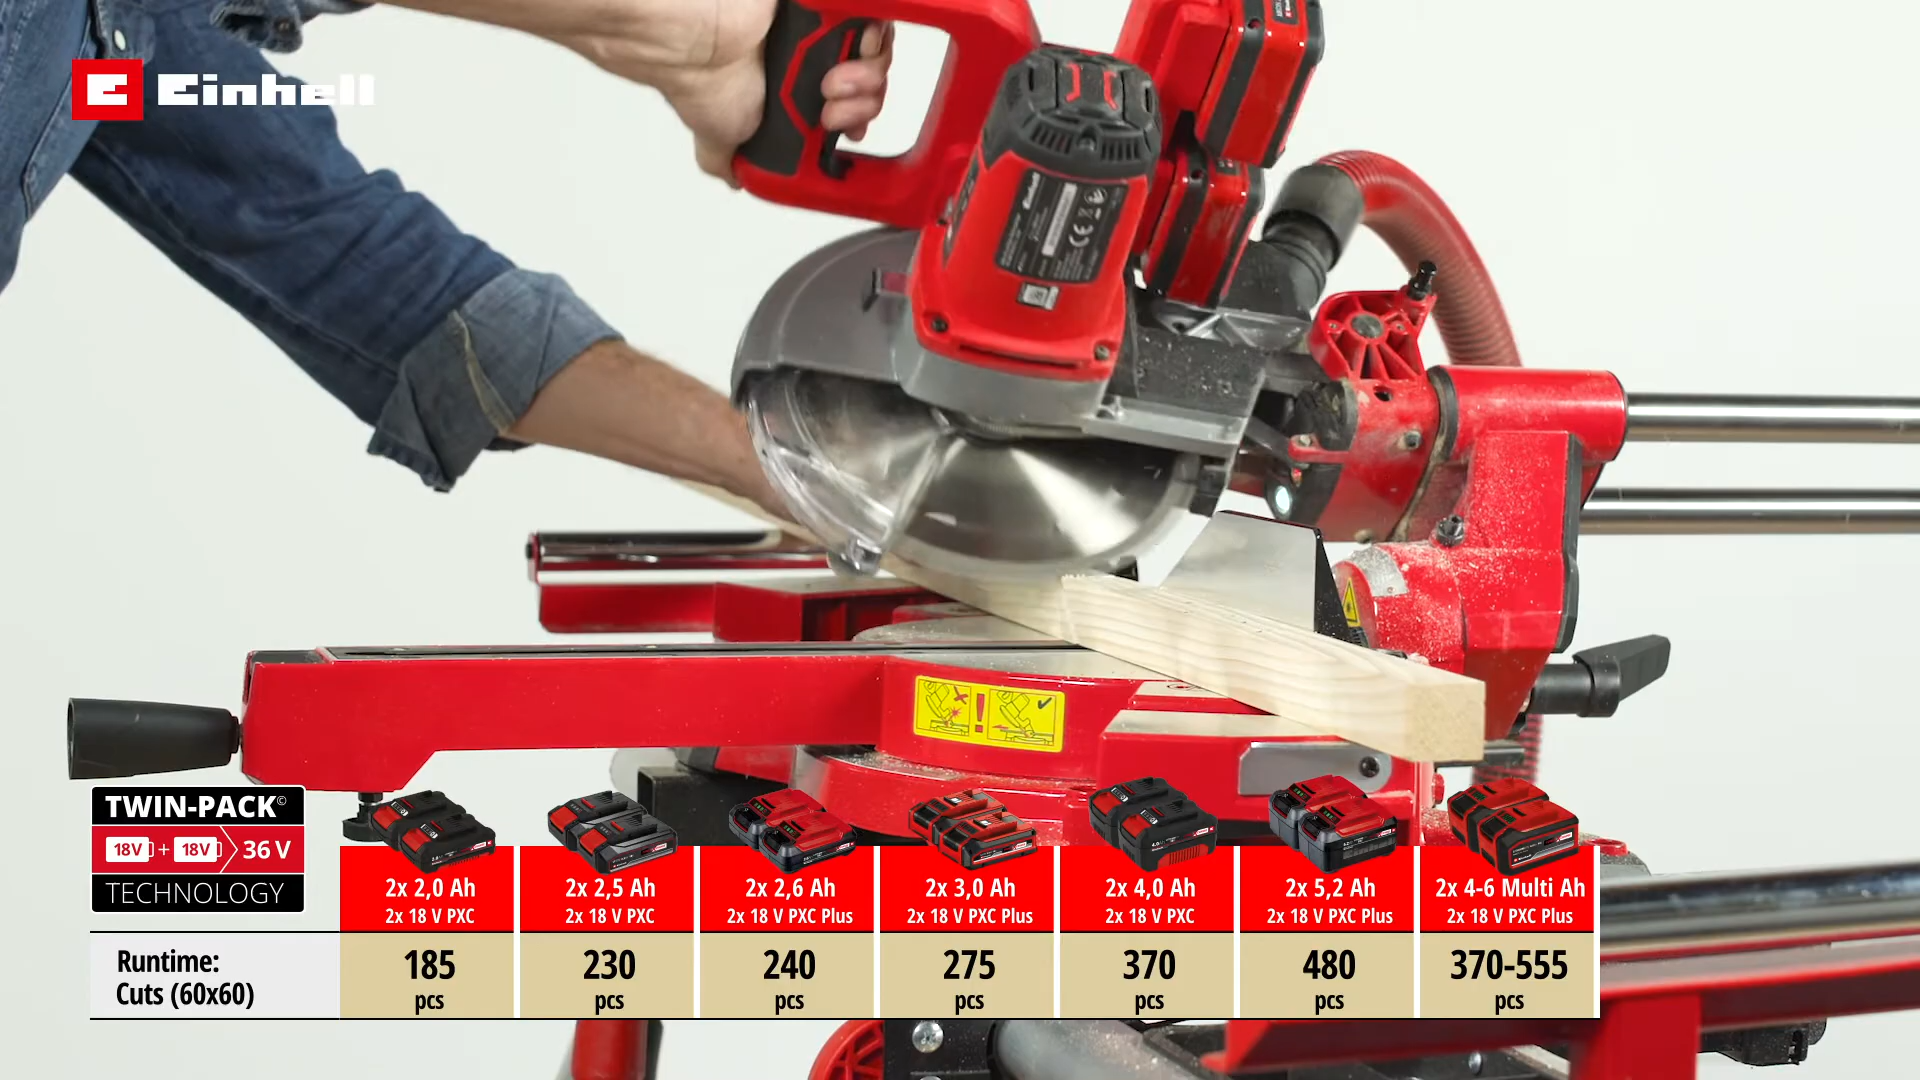 Einhell
Einhell
CE
TWIN-PACK©
18V + 18V 36 V
TECHNOLOGY
2x 2,0 Ah
2x 18 V PXC
2x 2,5 Ah
2x 18 V PXC
2x 2,6 Ah
2x 18 V PXC Plus
2x 3,0 Ah
2x 18 V PXC Plus
2x 4,0 Ah
2x 18 V PXC
2x 5,2 Ah
2x 18 V PXC Plus
2x 4-6 Multi Ah
2x 18 V PXC Plus
Runtime:
Cuts (60x60)
185
pcs
230
pcs
240
pcs
275
pcs
370
pcs
480
pcs
370-555
pcs